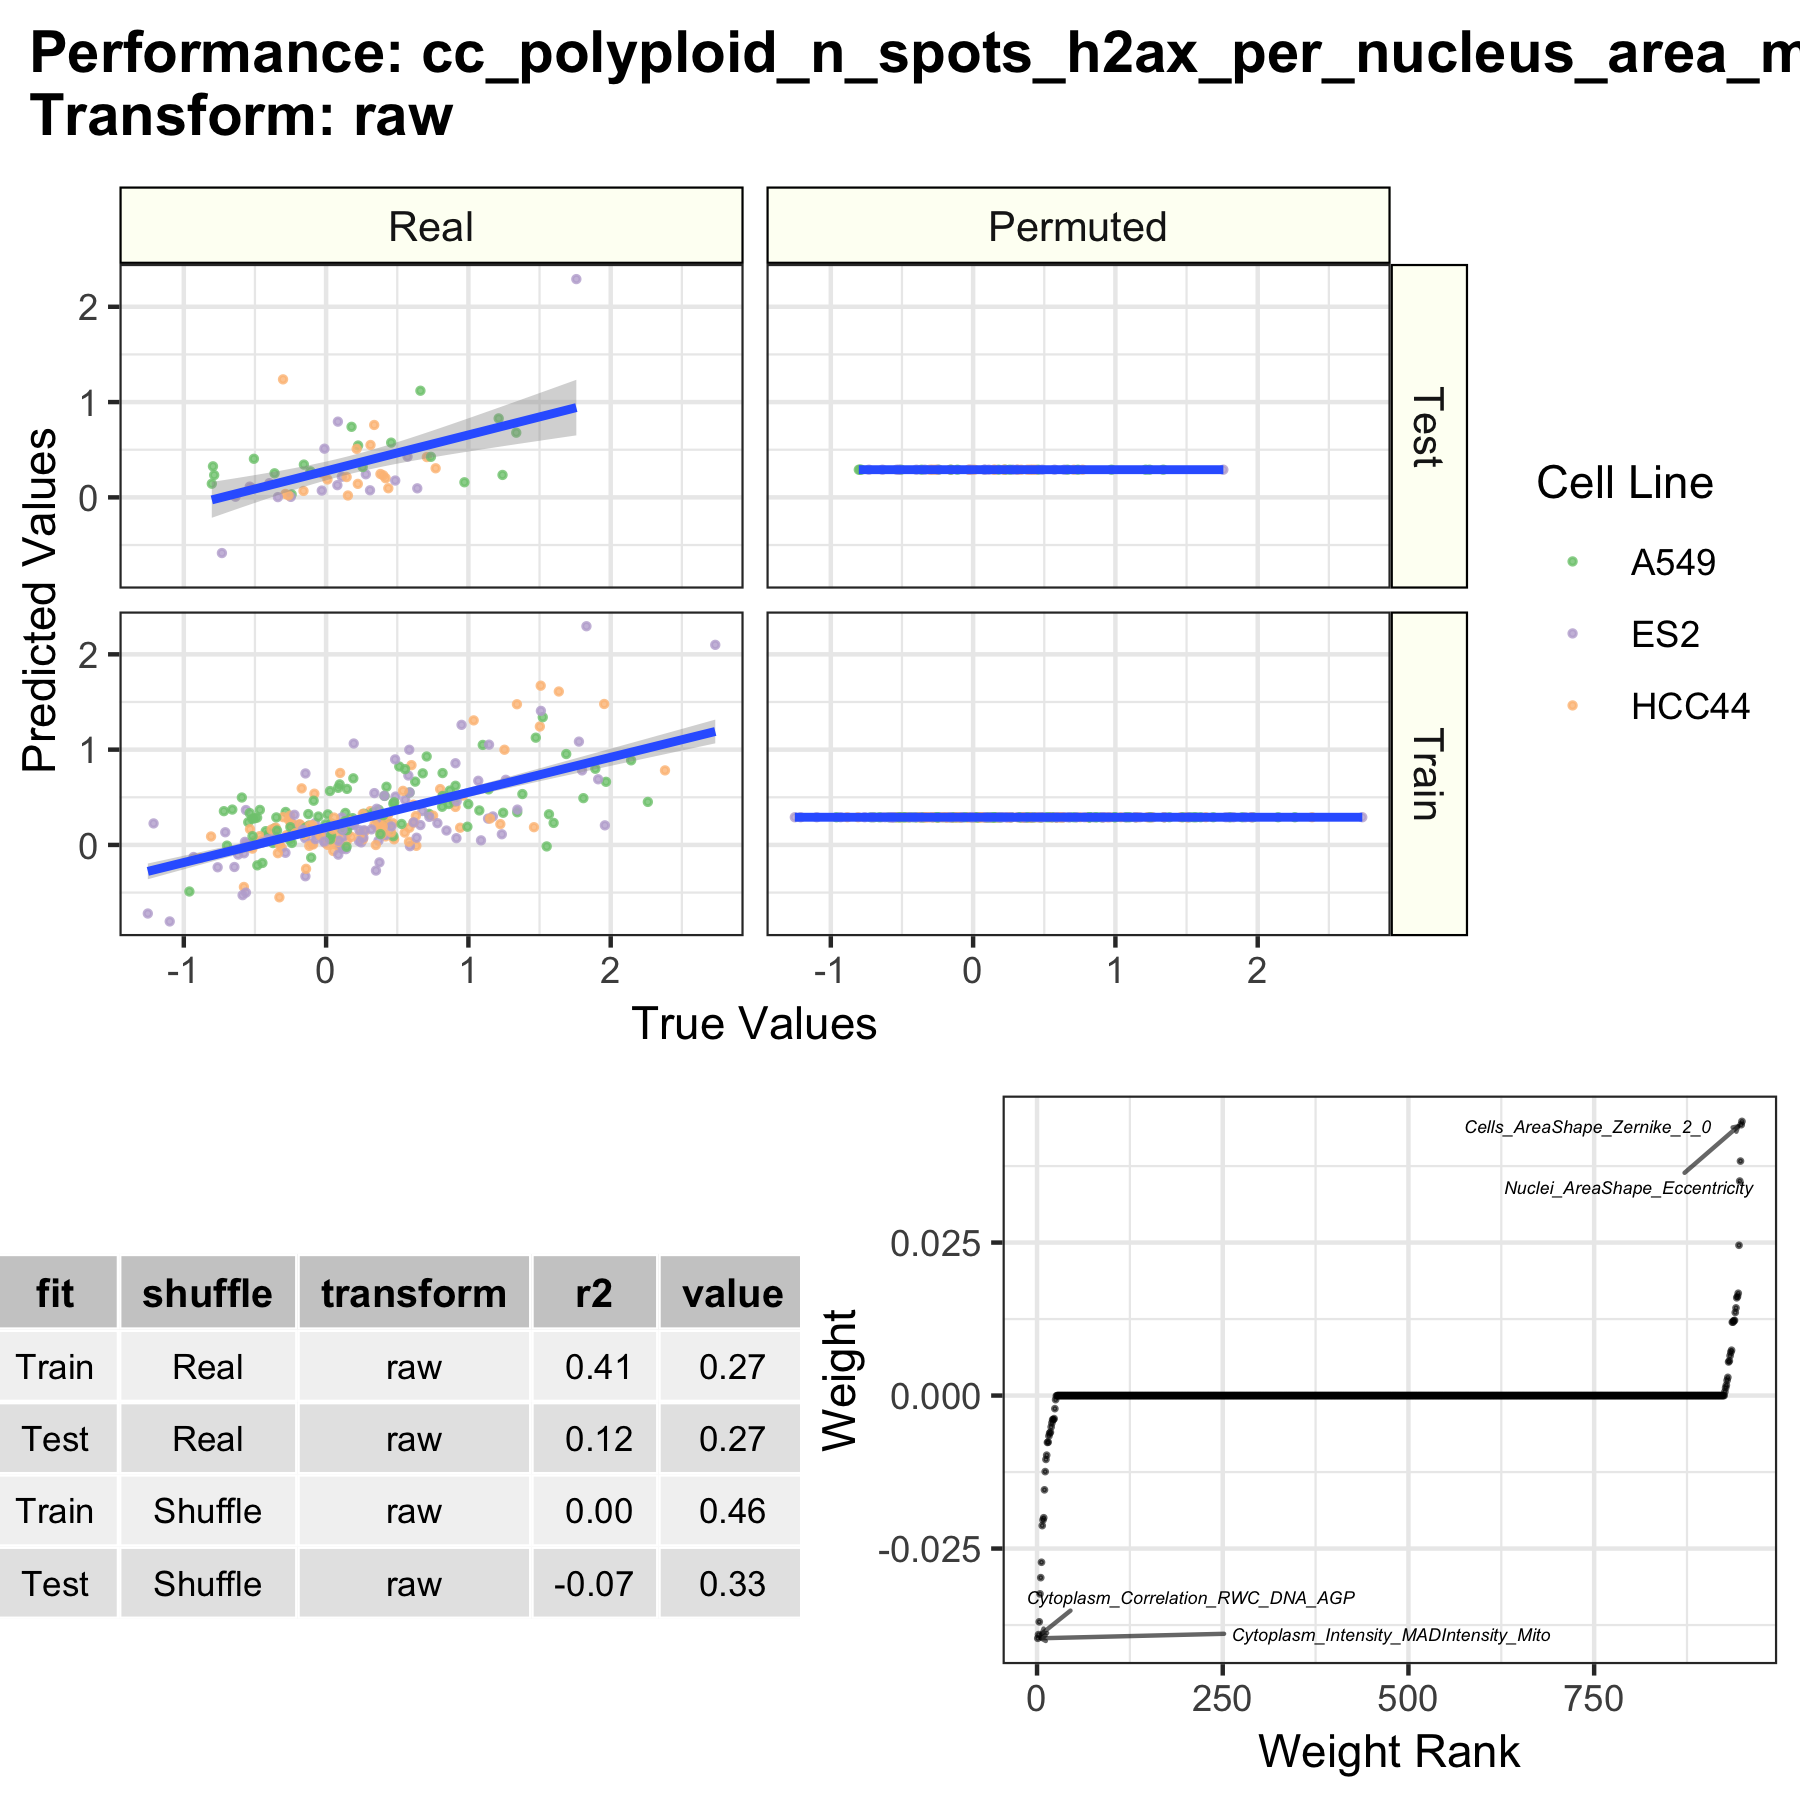 Performance: cc_polyploid_n_spots_h2ax_per_nucleus_area_m
Transform: raw
Real
Permuted
2
1
0
Test
2
1
0
Train
-1
0
1
2
-1
0
1
2
Predicted Values
True Values
Cell Line
A549
ES2
HCC44
fit shuffle transform r2 value
Train Real raw 0.41 0.27
Test Real raw 0.12 0.27
Train Shuffle raw 0.00 0.46
Test Shuffle raw -0.07 0.33
Weight
0.025
0.000
-0.025
Cells_AreaShape_Zernike_2_0
Nuclei_AreaShape_Eccentricity
Cytoplasm_Correlation_RWC_DNA_AGP
Cytoplasm_Intensity_MADIntensity_Mito
0
250
500
750
Weight Rank